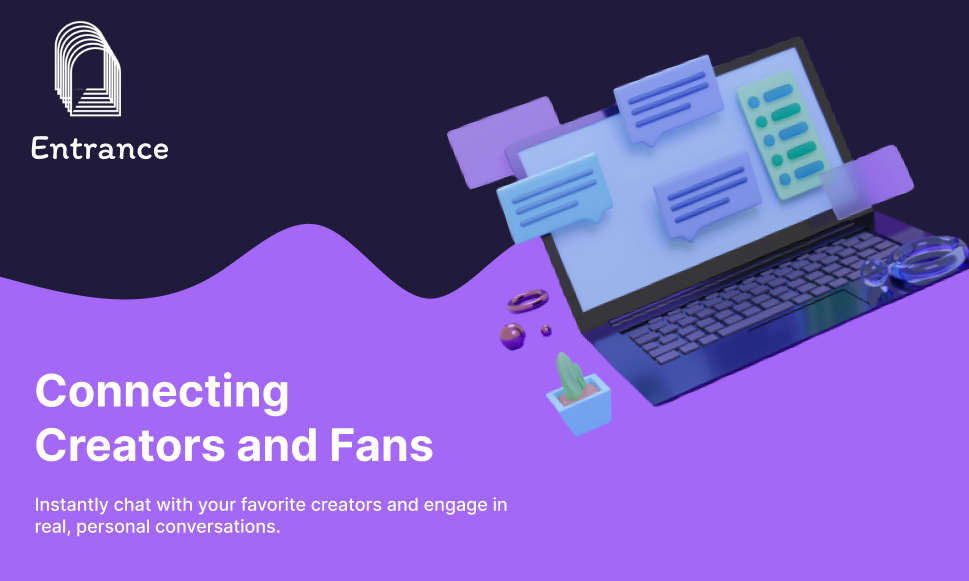 Entrance
Connecting
Creators and Fans
Instantly chat with your favorite creators and engage in
real, personal conversations.